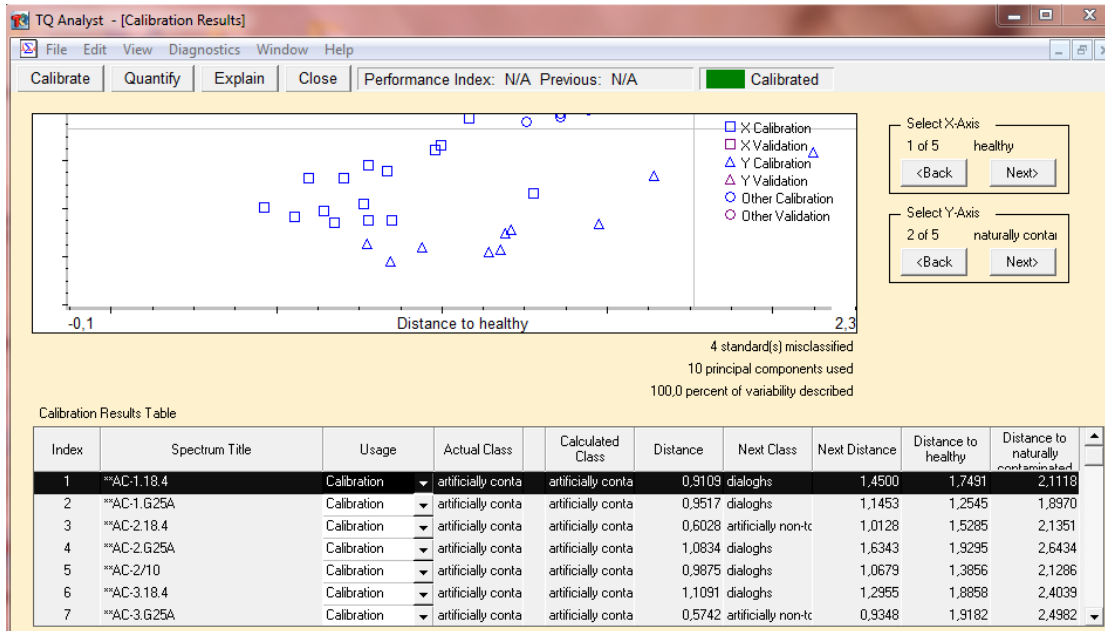 TQ Analyst - [Calibration Results]
File Edit View Diagnostics Window Help
Calibrate Quantify Explain Close Performance Index: N/A Previous: N/A Calibrated
X Calibration
X Validation
Y Calibration
Y Validation
Other Calibration
Other Validation
-0,1 Distance to healthy 2,3
Select X-Axis
1 of 5 healthy
<Back Next>
Select Y-Axis
2 of 5 naturally contai
<Back Next>
4 standard(s) misclassified
10 principal components used
100,0 percent of variability described
Calibration Results Table
Index Spectrum Title Usage Actual Class Calculated Class Distance Next Class Next Distance Distance to healthy Distance to naturally contaminated
1 **AC-1.18.4 Calibration artificially conta artificially conta 0,9109 dialoghs 1,4500 1,7491 2,1118
2 **AC-1.G25A Calibration artificially conta artificially conta 0,9517 dialoghs 1,1453 1,2545 1,8970
3 **AC-2.18.4 Calibration artificially conta artificially conta 0,6028 artificially non-to 1,0128 1,5285 2,1351
4 **AC-2.G25A Calibration artificially conta artificially conta 1,0834 dialoghs 1,6343 1,9295 2,6434
5 **AC-2/10 Calibration artificially conta artificially conta 0,9875 dialoghs 1,0679 1,3856 2,1286
6 **AC-3.18.4 Calibration artificially conta artificially conta 1,1091 dialoghs 1,2955 1,8858 2,4039
7 **AC-3.G25A Calibration artificially conta artificially conta 0,5742 artificially non-to 0,9348 1,9182 2,4982